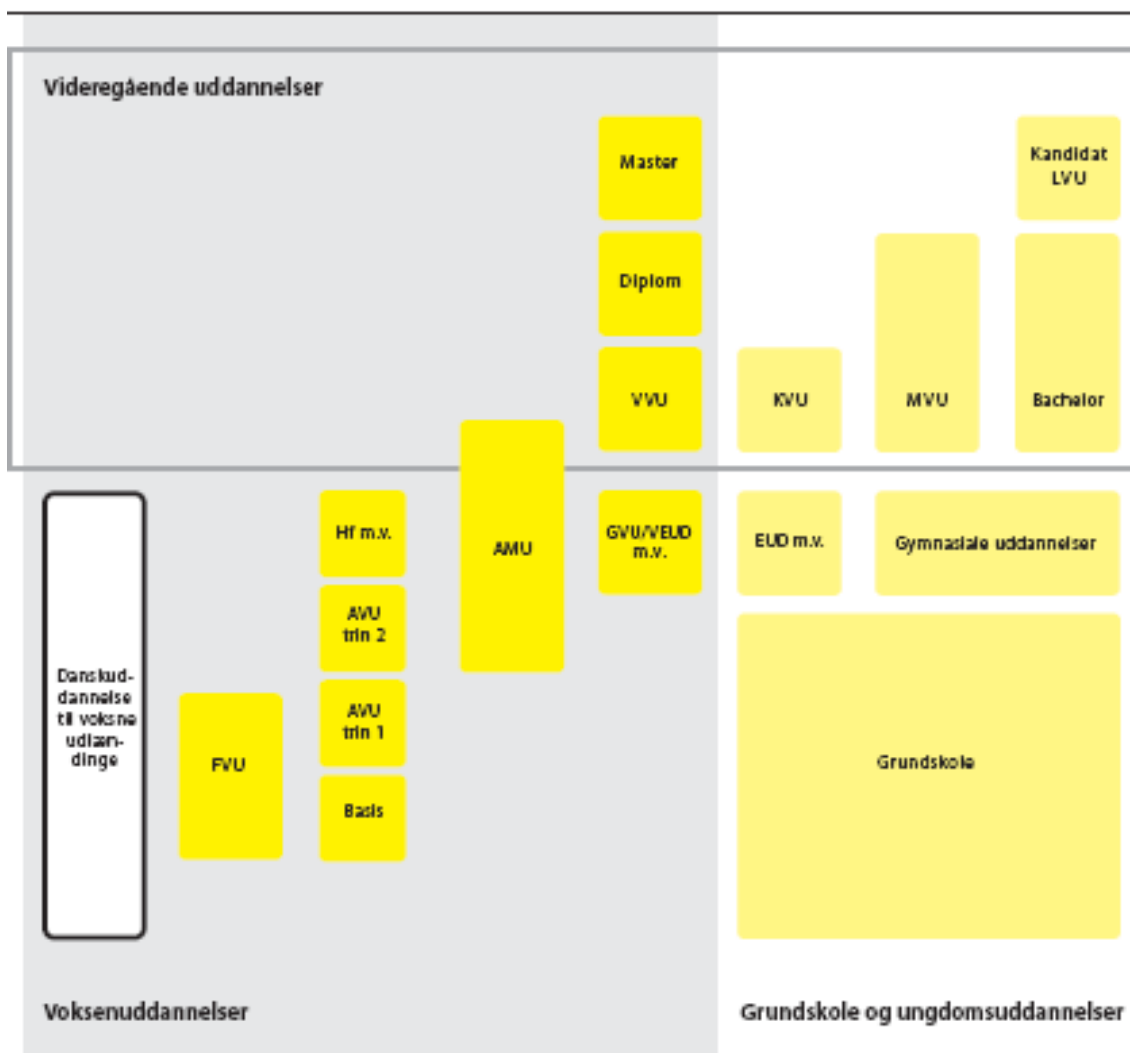 Videregående uddannelser
Master
Kandidat
LVU
Diplom
VVU
KVU
MVU
Bachelor
Hf m.v.
AMU
GVU/VEUD
m.v.
EUD m.v.
Gymnasiale uddannelser
AVU
trin 2
Danskud-
dannelse
til voksne
udlæn-
dinge
FVU
AVU
trin 1
Basis
Grundskole
Voksenuddannelser
Grundskole og ungdomsuddannelser